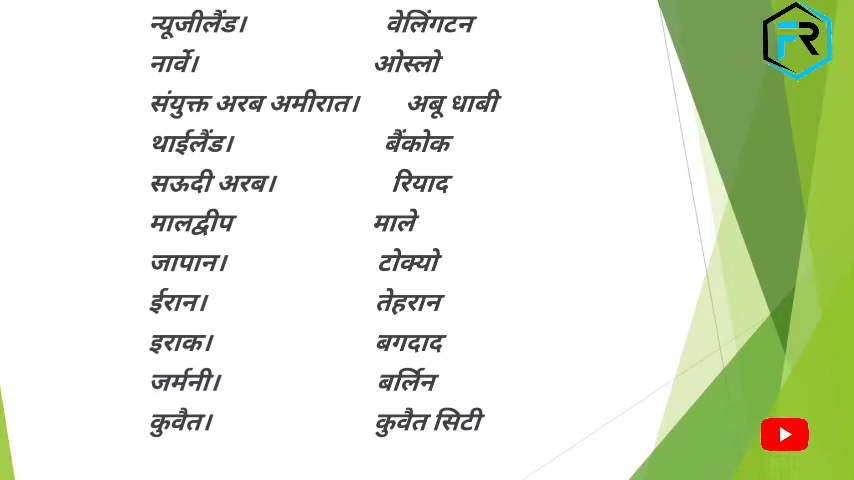 न्यूजीलैंड। वेलिंगटन
नार्वे। ओस्लो
संयुक्त अरब अमीरात। अबू धाबी
थाईलैंड। बैंकोक
सऊदी अरब। रियाद
मालद्वीप माले
जापान। टोक्यो
ईरान। तेहरान
इराक। बगदाद
जर्मनी। बर्लिन
कुवैत। कुवैत सिटी
FR